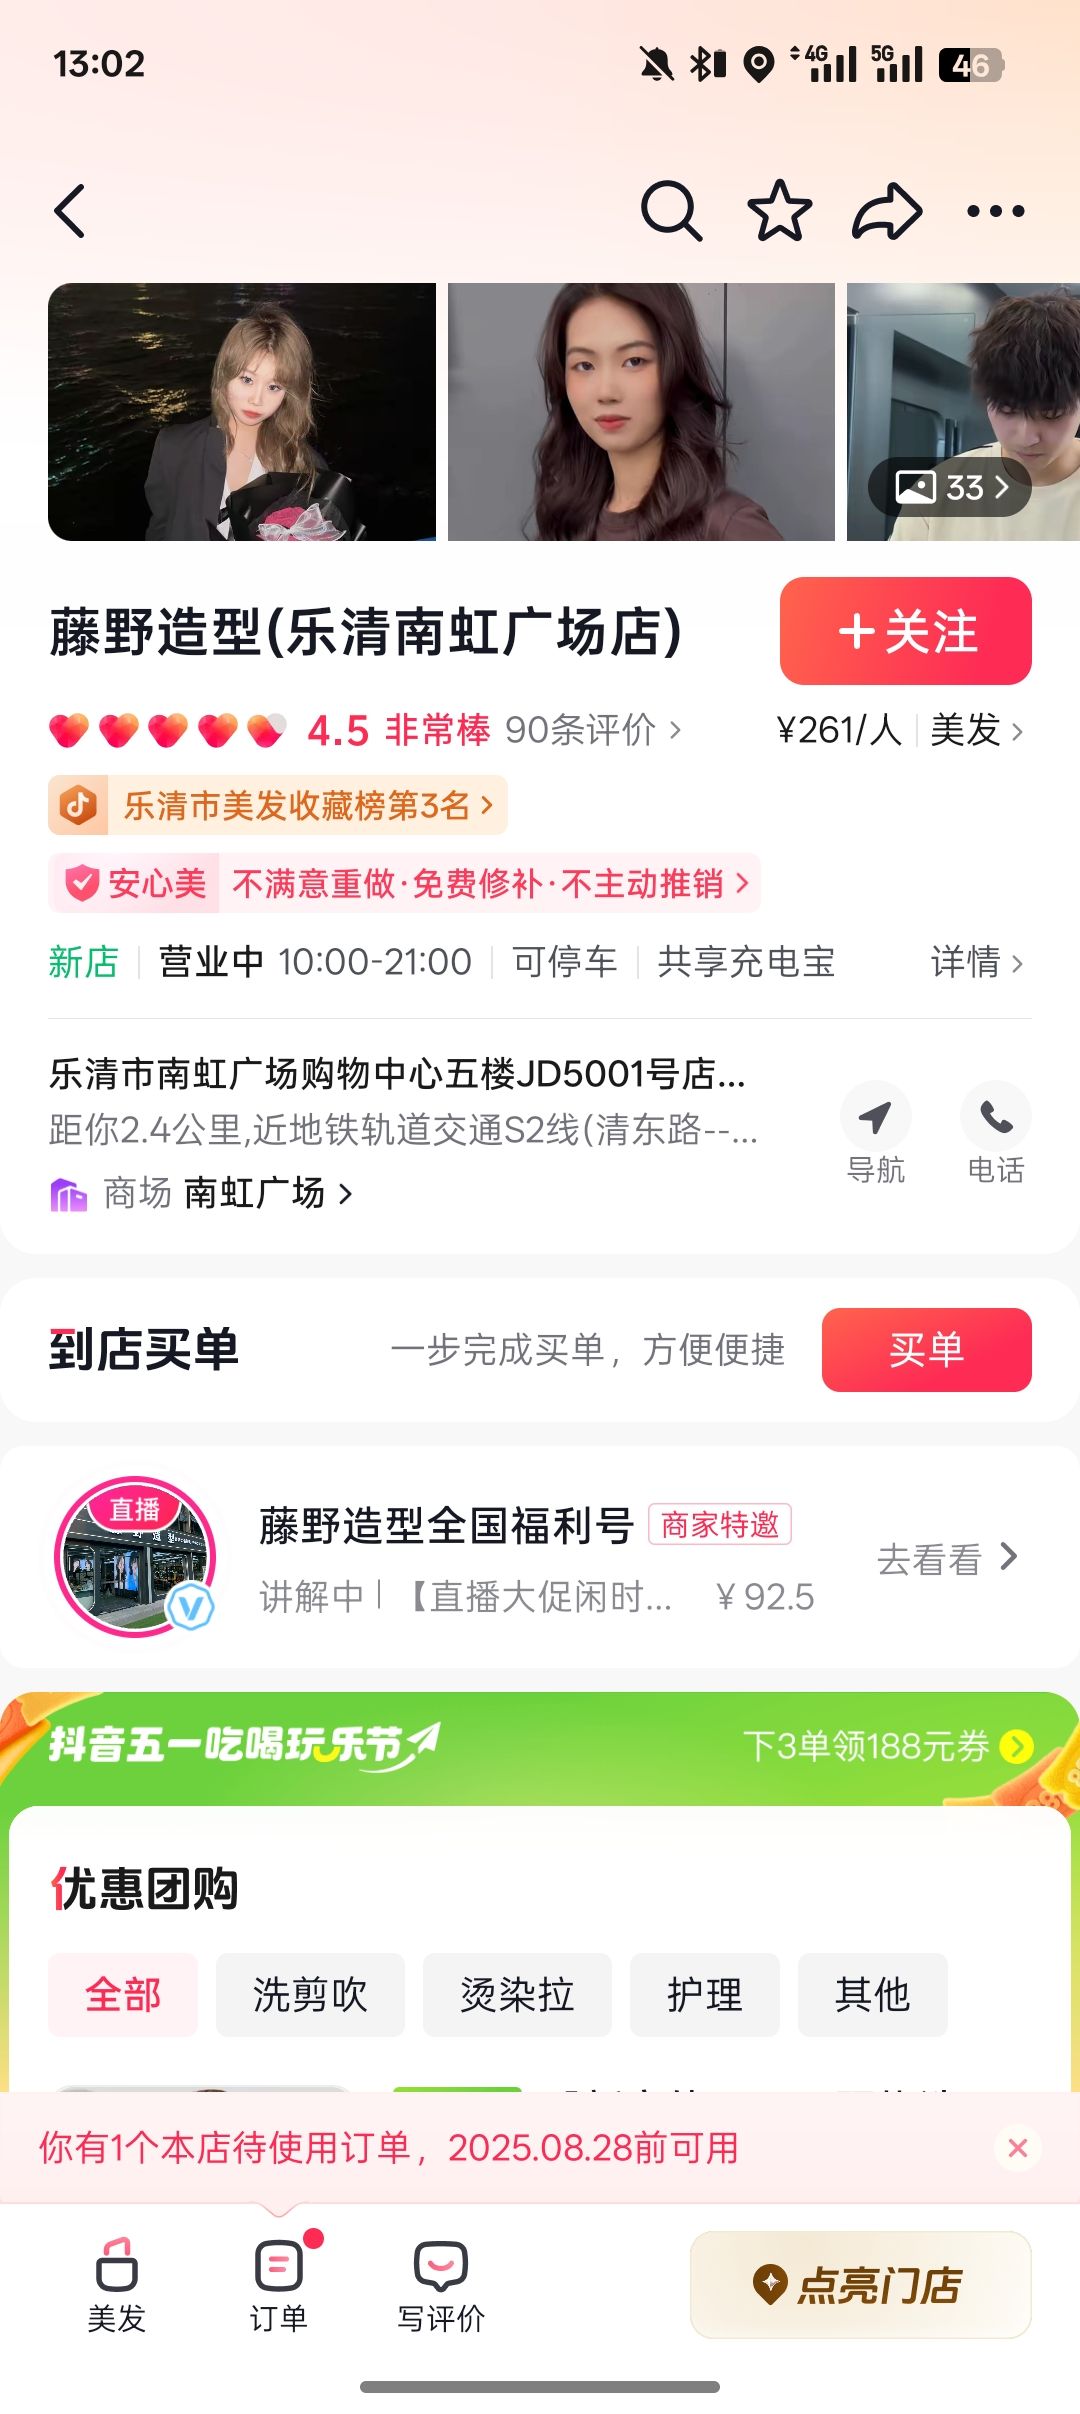 13:02
4G 5G 46
33
藤野造型(乐清南虹广场店)
+关注
4.5 非常棒 90条评价
¥261/人 美发
乐清市美发收藏榜第3名
安心美 不满意重做·免费修补·不主动推销
新店 营业中 10:00-21:00 可停车 共享充电宝 详情
乐清市南虹广场购物中心五楼JD5001号店...
距你2.4公里,近地铁轨道交通S2线(清东路--...
导航 电话
商场 南虹广场
到店买单 一步完成买单，方便便捷 买单
直播
藤野造型全国福利号 商家特邀
讲解中 【直播大促闲时... ¥92.5
去看看
抖音五一吃喝玩乐节 下3单领188元券
优惠团购
全部 洗剪吹 烫染拉 护理 其他
你有1个本店待使用订单，2025.08.28前可用
美发 订单 写评价 点亮门店